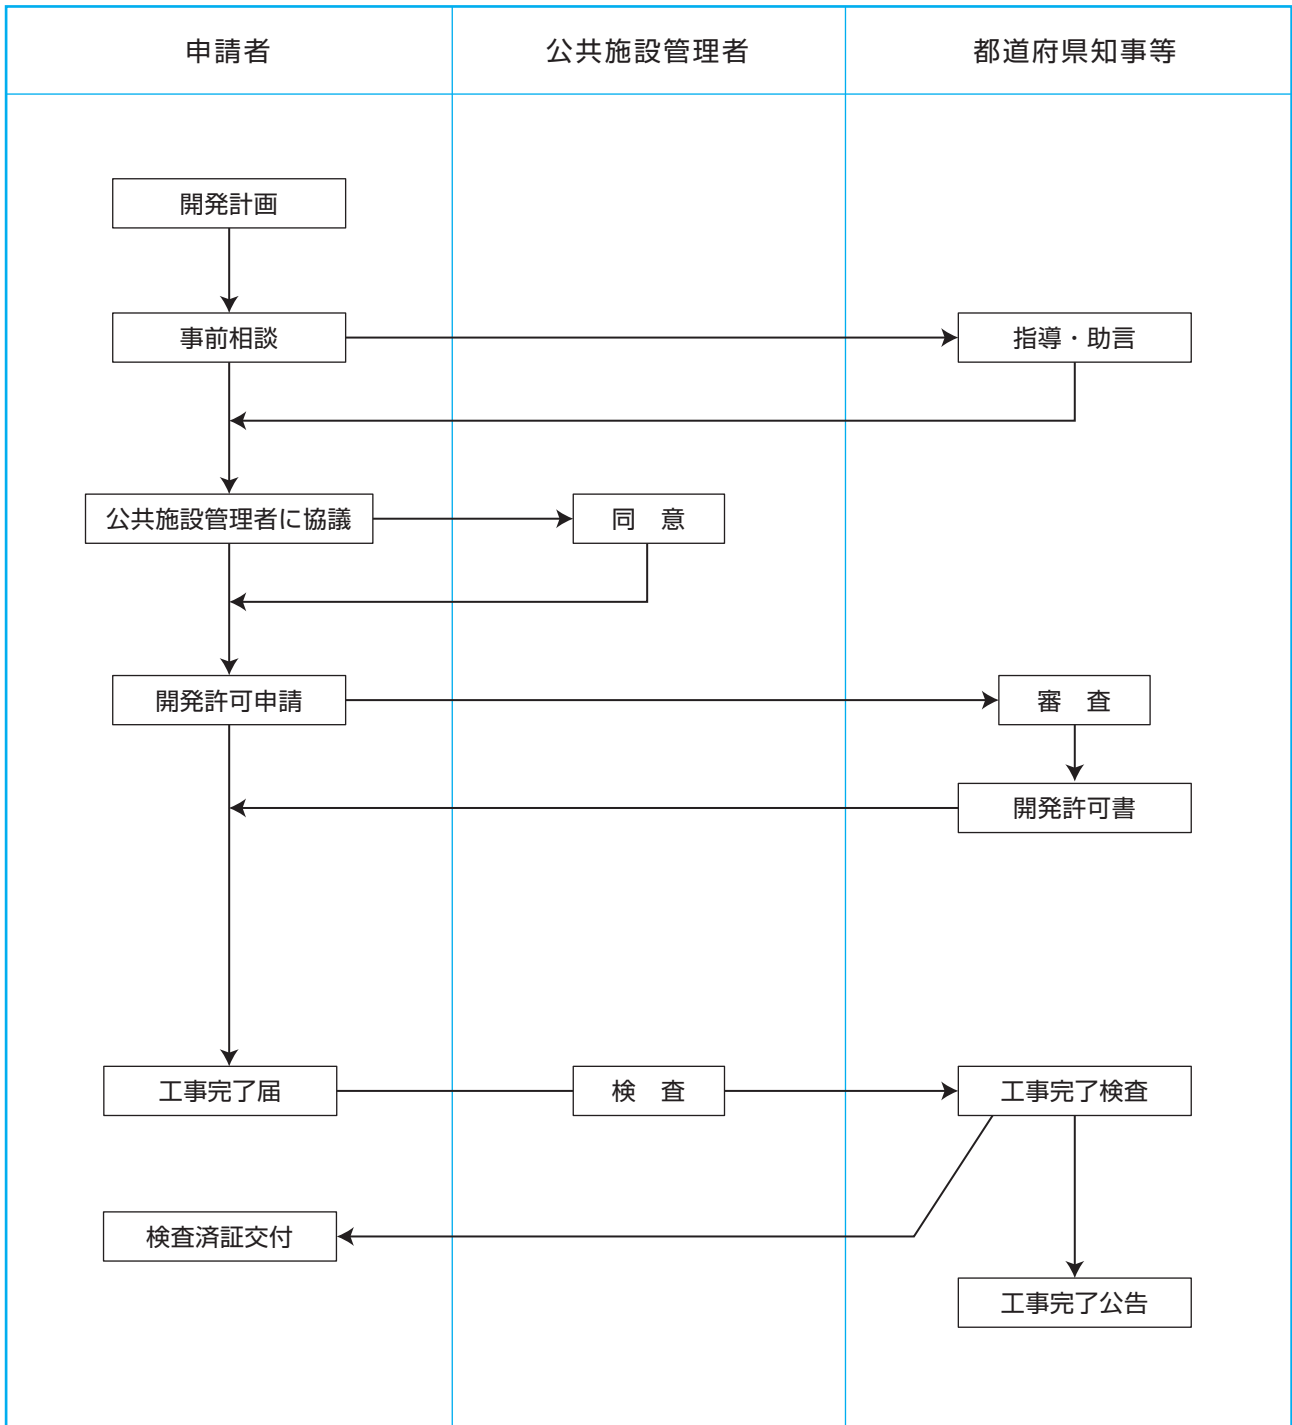 申請者
公共施設管理者
都道府県知事等
開発計画
事前相談
指導・助言
公共施設管理者に協議
同　意
開発許可申請
審　査
開発許可書
工事完了届
検　査
工事完了検査
検査済証交付
工事完了公告